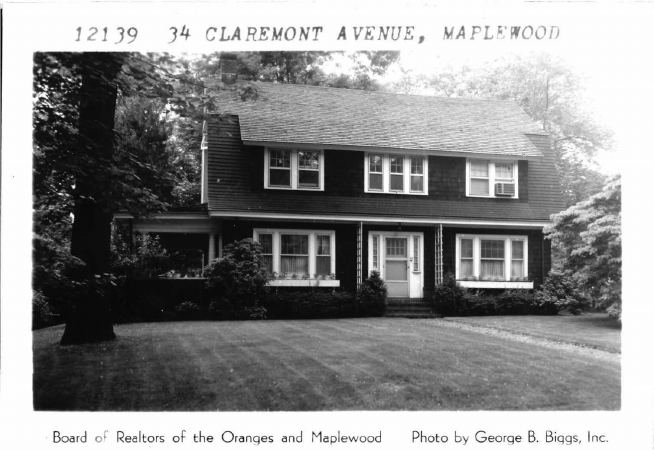 12139 34 CLAREMONT AVENUE, MAPLEWOOD
Board of Realtors of the Oranges and Maplewood Photo by George B. Biggs, Inc.